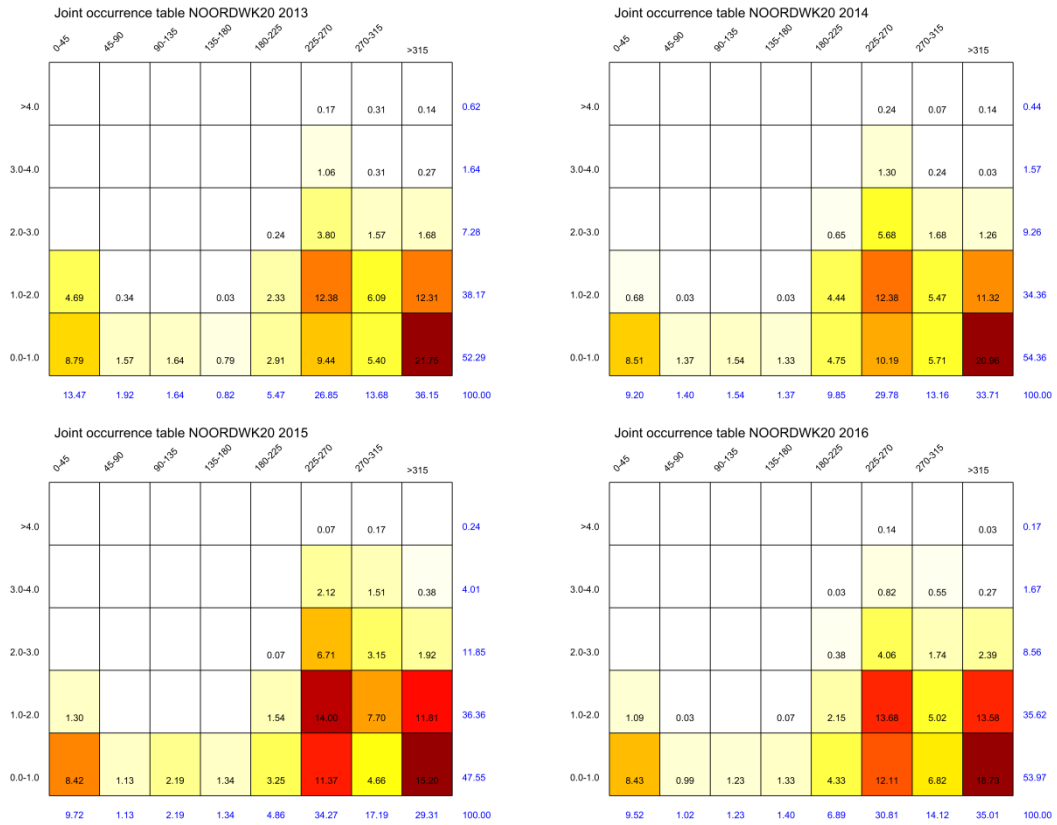 Joint occurrence table NOORDWK20 2013
0-45 45-90 90-135 135-180 180-225 225-270 270-315 >315
>4.0 0.17 0.31 0.14 0.62
3.0-4.0 1.06 0.31 0.27 1.64
2.0-3.0 0.24 3.80 1.57 1.68 7.28
1.0-2.0 4.69 0.34 0.03 2.33 12.38 6.09 12.31 38.17
0.0-1.0 8.79 1.57 1.64 0.79 2.91 9.44 5.40 21.75 52.29
13.47 1.92 1.64 0.82 5.47 26.85 13.68 36.15 100.00
Joint occurrence table NOORDWK20 2014
0-45 45-90 90-135 135-180 180-225 225-270 270-315 >315
>4.0 0.24 0.07 0.14 0.44
3.0-4.0 1.30 0.24 0.03 1.57
2.0-3.0 0.65 5.68 1.68 1.26 9.26
1.0-2.0 0.68 0.03 0.03 4.44 12.38 5.47 11.32 34.36
0.0-1.0 8.51 1.37 1.54 1.33 4.75 10.19 5.71 20.96 54.36
9.20 1.40 1.54 1.37 9.85 29.78 13.16 33.71 100.00
Joint occurrence table NOORDWK20 2015
0-45 45-90 90-135 135-180 180-225 225-270 270-315 >315
>4.0 0.07 0.17 0.24
3.0-4.0 2.12 1.51 0.38 4.01
2.0-3.0 0.07 6.71 3.15 1.92 11.85
1.0-2.0 1.30 1.54 14.00 7.70 11.81 36.36
0.0-1.0 8.42 1.13 2.19 1.34 3.25 11.37 4.66 15.20 47.55
9.72 1.13 2.19 1.34 4.86 34.27 17.19 29.31 100.00
Joint occurrence table NOORDWK20 2016
0-45 45-90 90-135 135-180 180-225 225-270 270-315 >315
>4.0 0.14 0.03 0.17
3.0-4.0 0.03 0.82 0.55 0.27 1.67
2.0-3.0 0.38 4.06 1.74 2.39 8.56
1.0-2.0 1.09 0.03 0.07 2.15 13.68 5.02 13.58 35.62
0.0-1.0 8.43 0.99 1.23 1.33 4.33 12.11 6.82 18.73 53.97
9.52 1.02 1.23 1.40 6.89 30.81 14.12 35.01 100.00